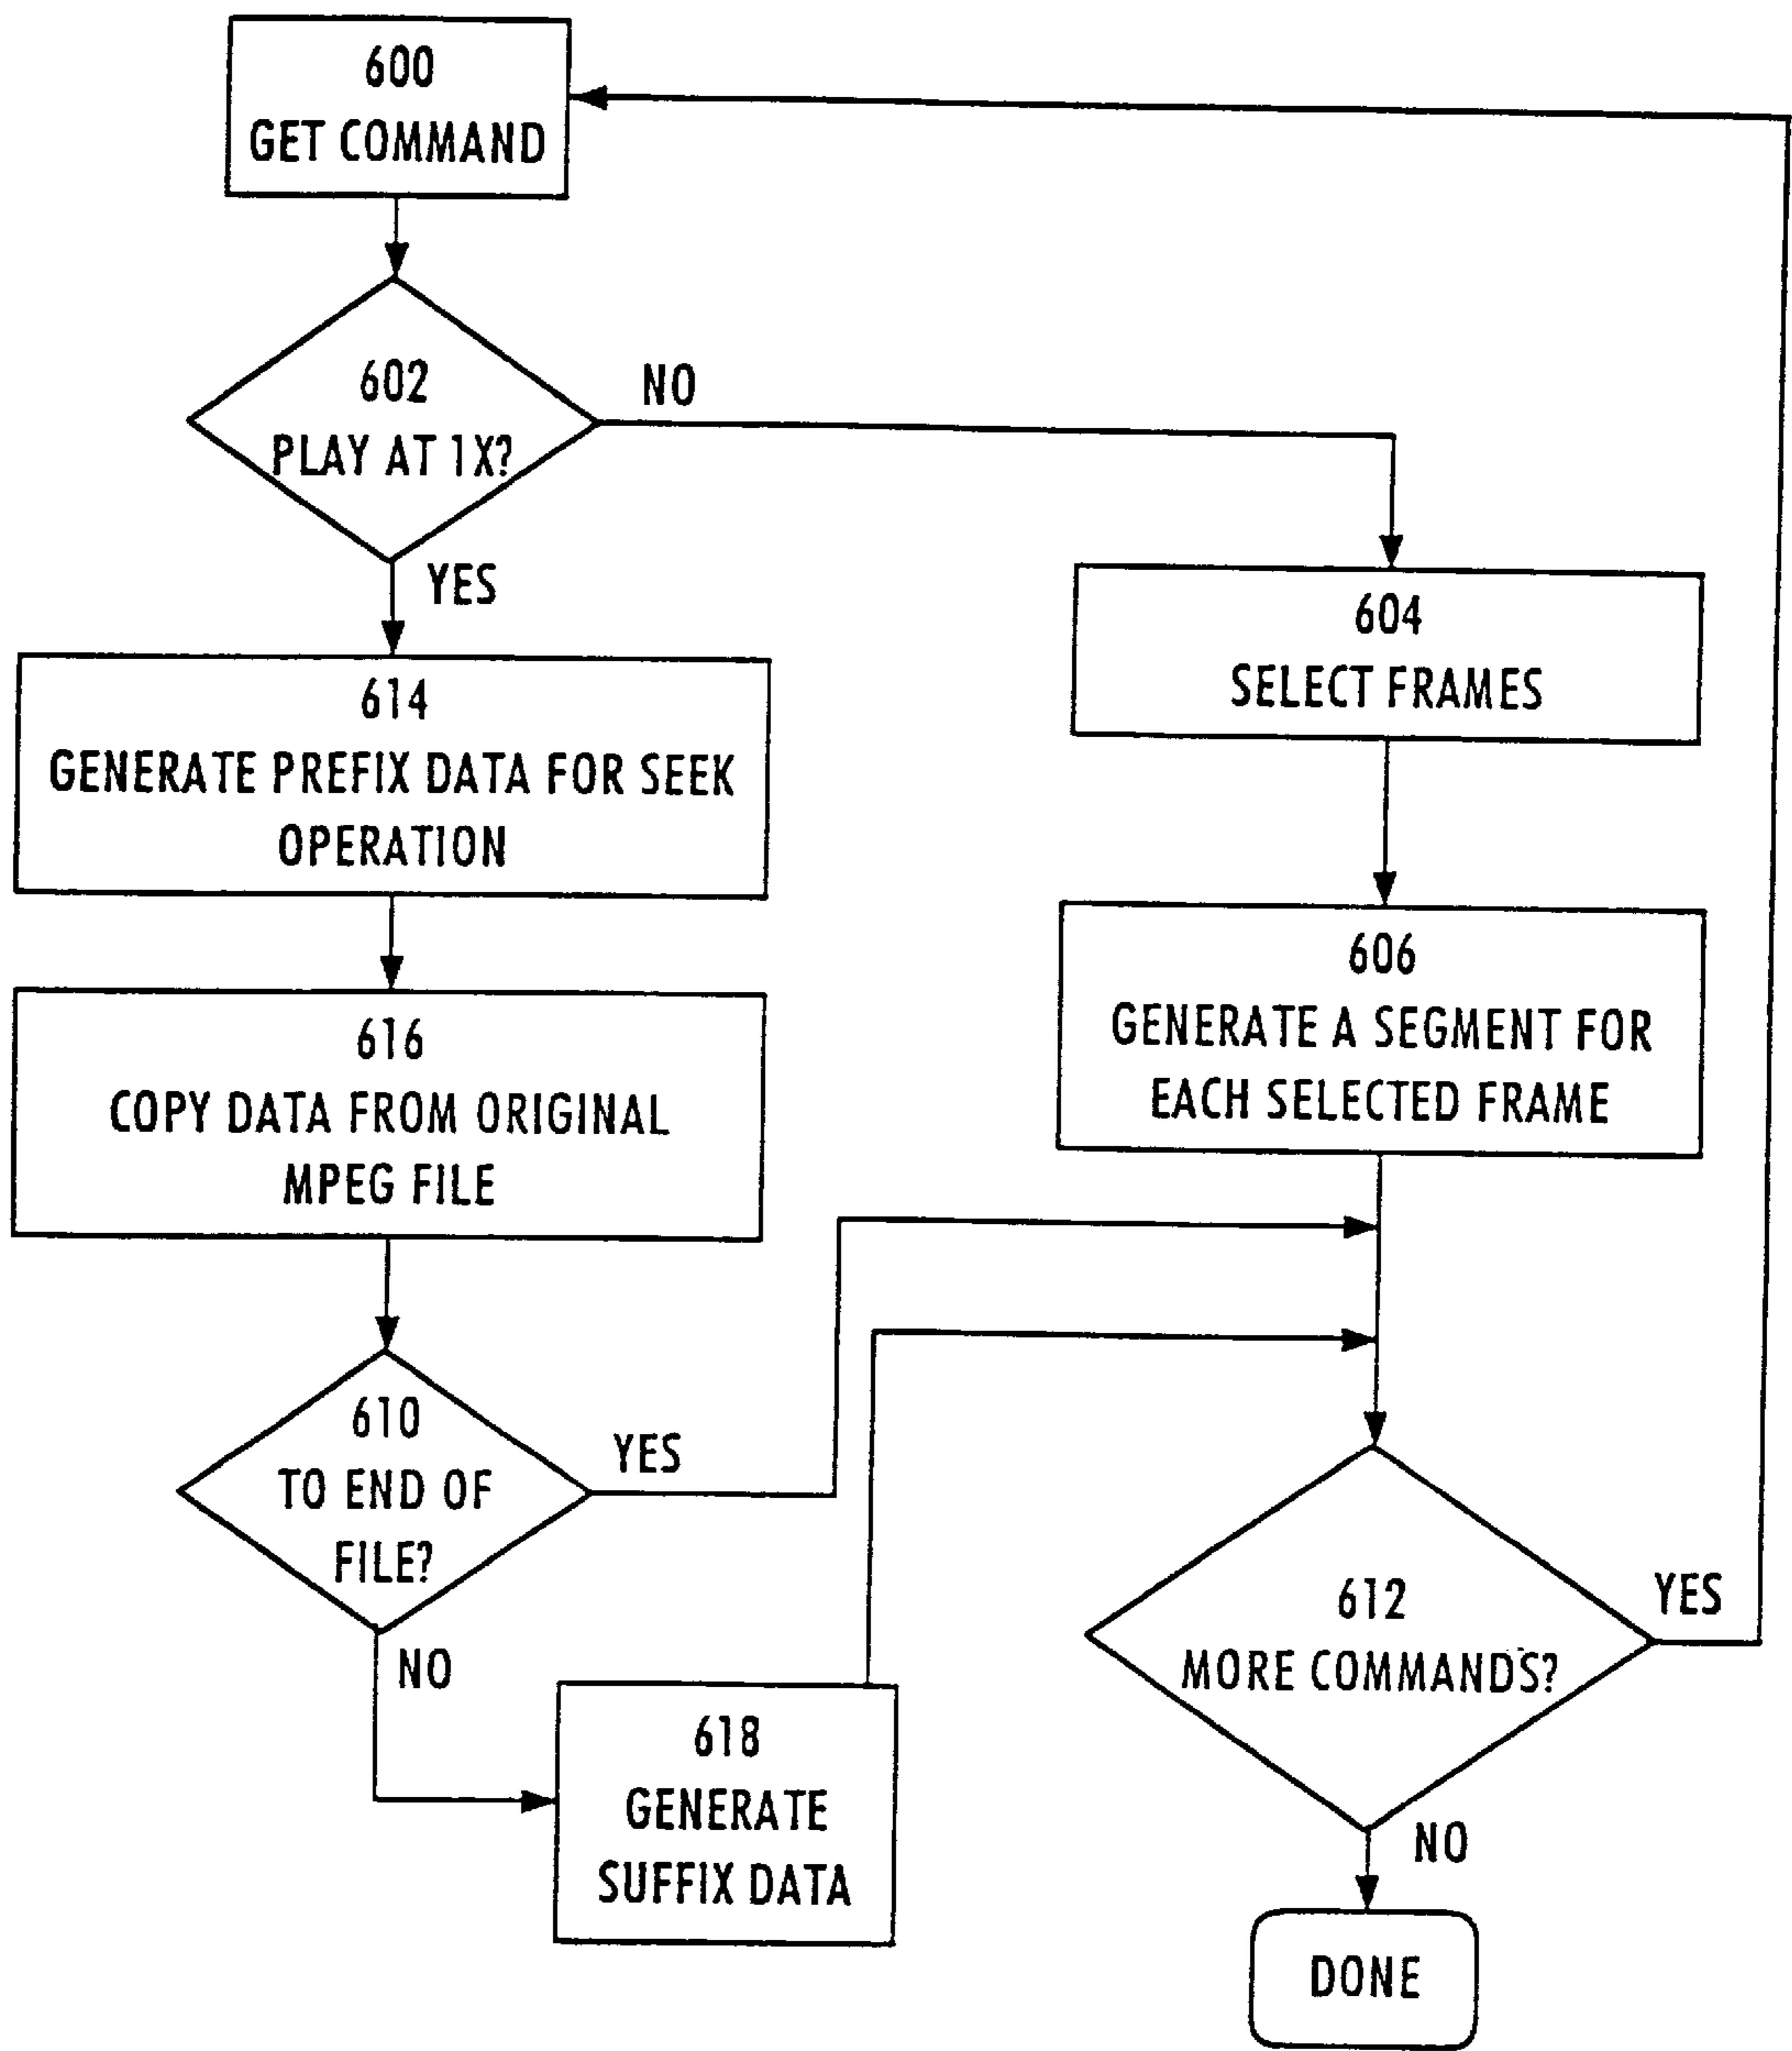 600
GET COMMAND
602
PLAY AT 1X?
NO
YES
604
SELECT FRAMES
614
GENERATE PREFIX DATA FOR SEEK
OPERATION
606
GENERATE A SEGMENT FOR
EACH SELECTED FRAME
616
COPY DATA FROM ORIGINAL
MPEG FILE
610
TO END OF
FILE?
YES
NO
618
GENERATE
SUFFIX DATA
612
MORE COMMANDS?
YES
NO
DONE